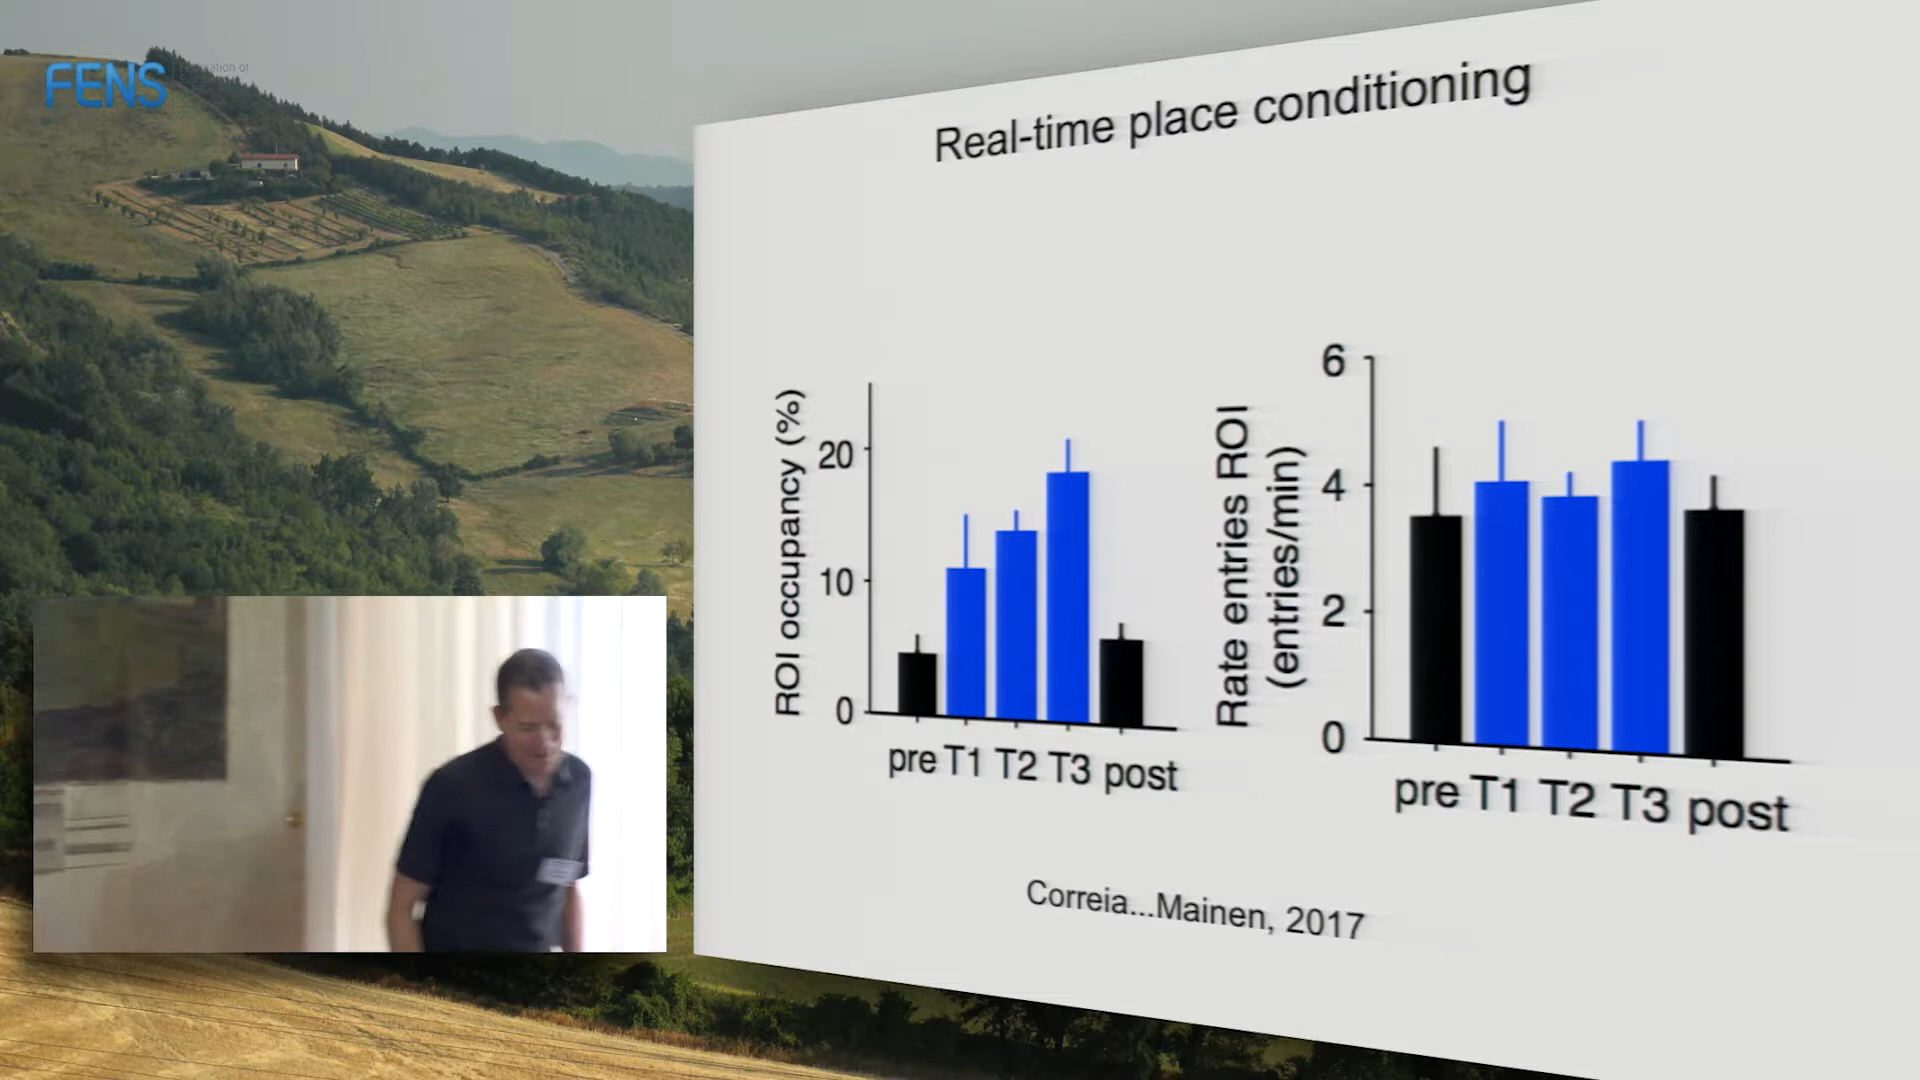 FENS
Real-time place conditioning
ROI occupancy (%)
20
10
0
pre T1 T2 T3 post
Rate entries ROI
(entries/min)
6
4
2
0
pre T1 T2 T3 post
Correia...Mainen, 2017